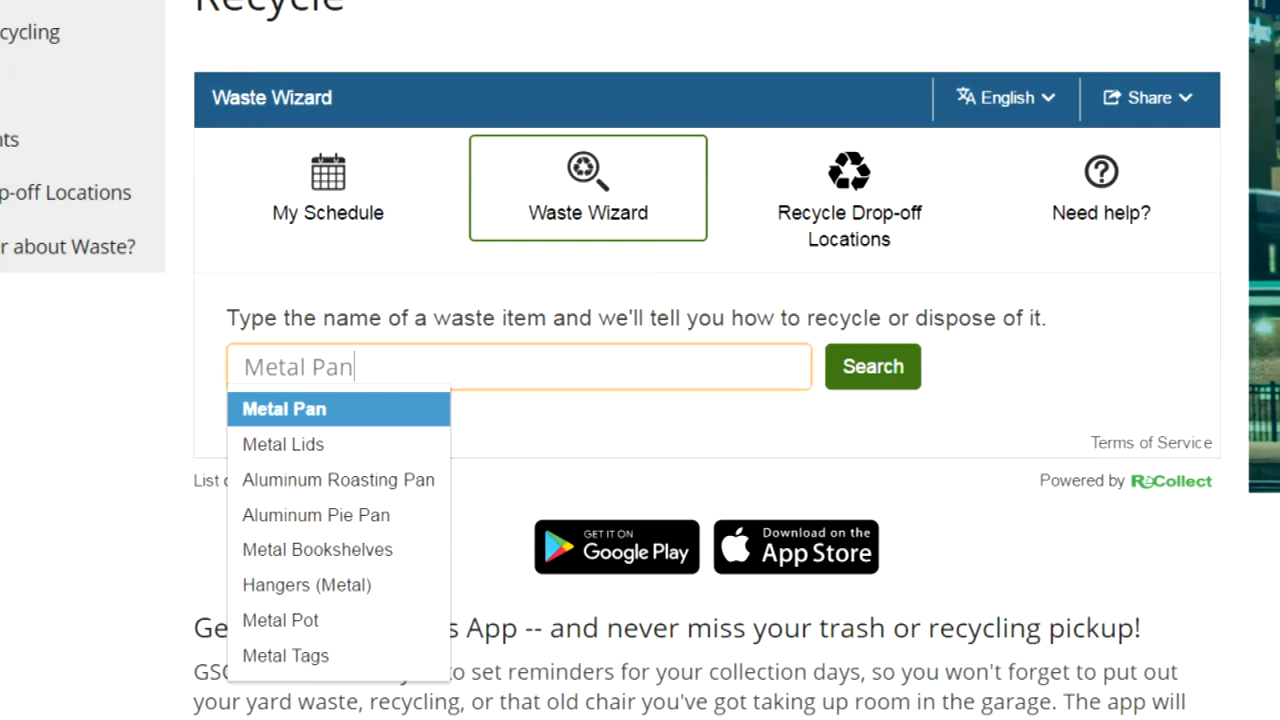 Recycle
cycling
nts
p-off Locations
r about Waste?
Waste Wizard
English
Share
My Schedule
Waste Wizard
Recycle Drop-off
Locations
Need help?
Type the name of a waste item and we'll tell you how to recycle or dispose of it.
Metal Pan
Search
Metal Pan
Metal Lids
Aluminum Roasting Pan
Aluminum Pie Pan
Metal Bookshelves
Hangers (Metal)
Metal Pot
Metal Tags
Terms of Service
List
Powered by ReCollect
GET IT ON
Google Play
Download on the
App Store
Ge s App -- and never miss your trash or recycling pickup!
GSO to set reminders for your collection days, so you won't forget to put out
your yard waste, recycling, or that old chair you've got taking up room in the garage. The app will